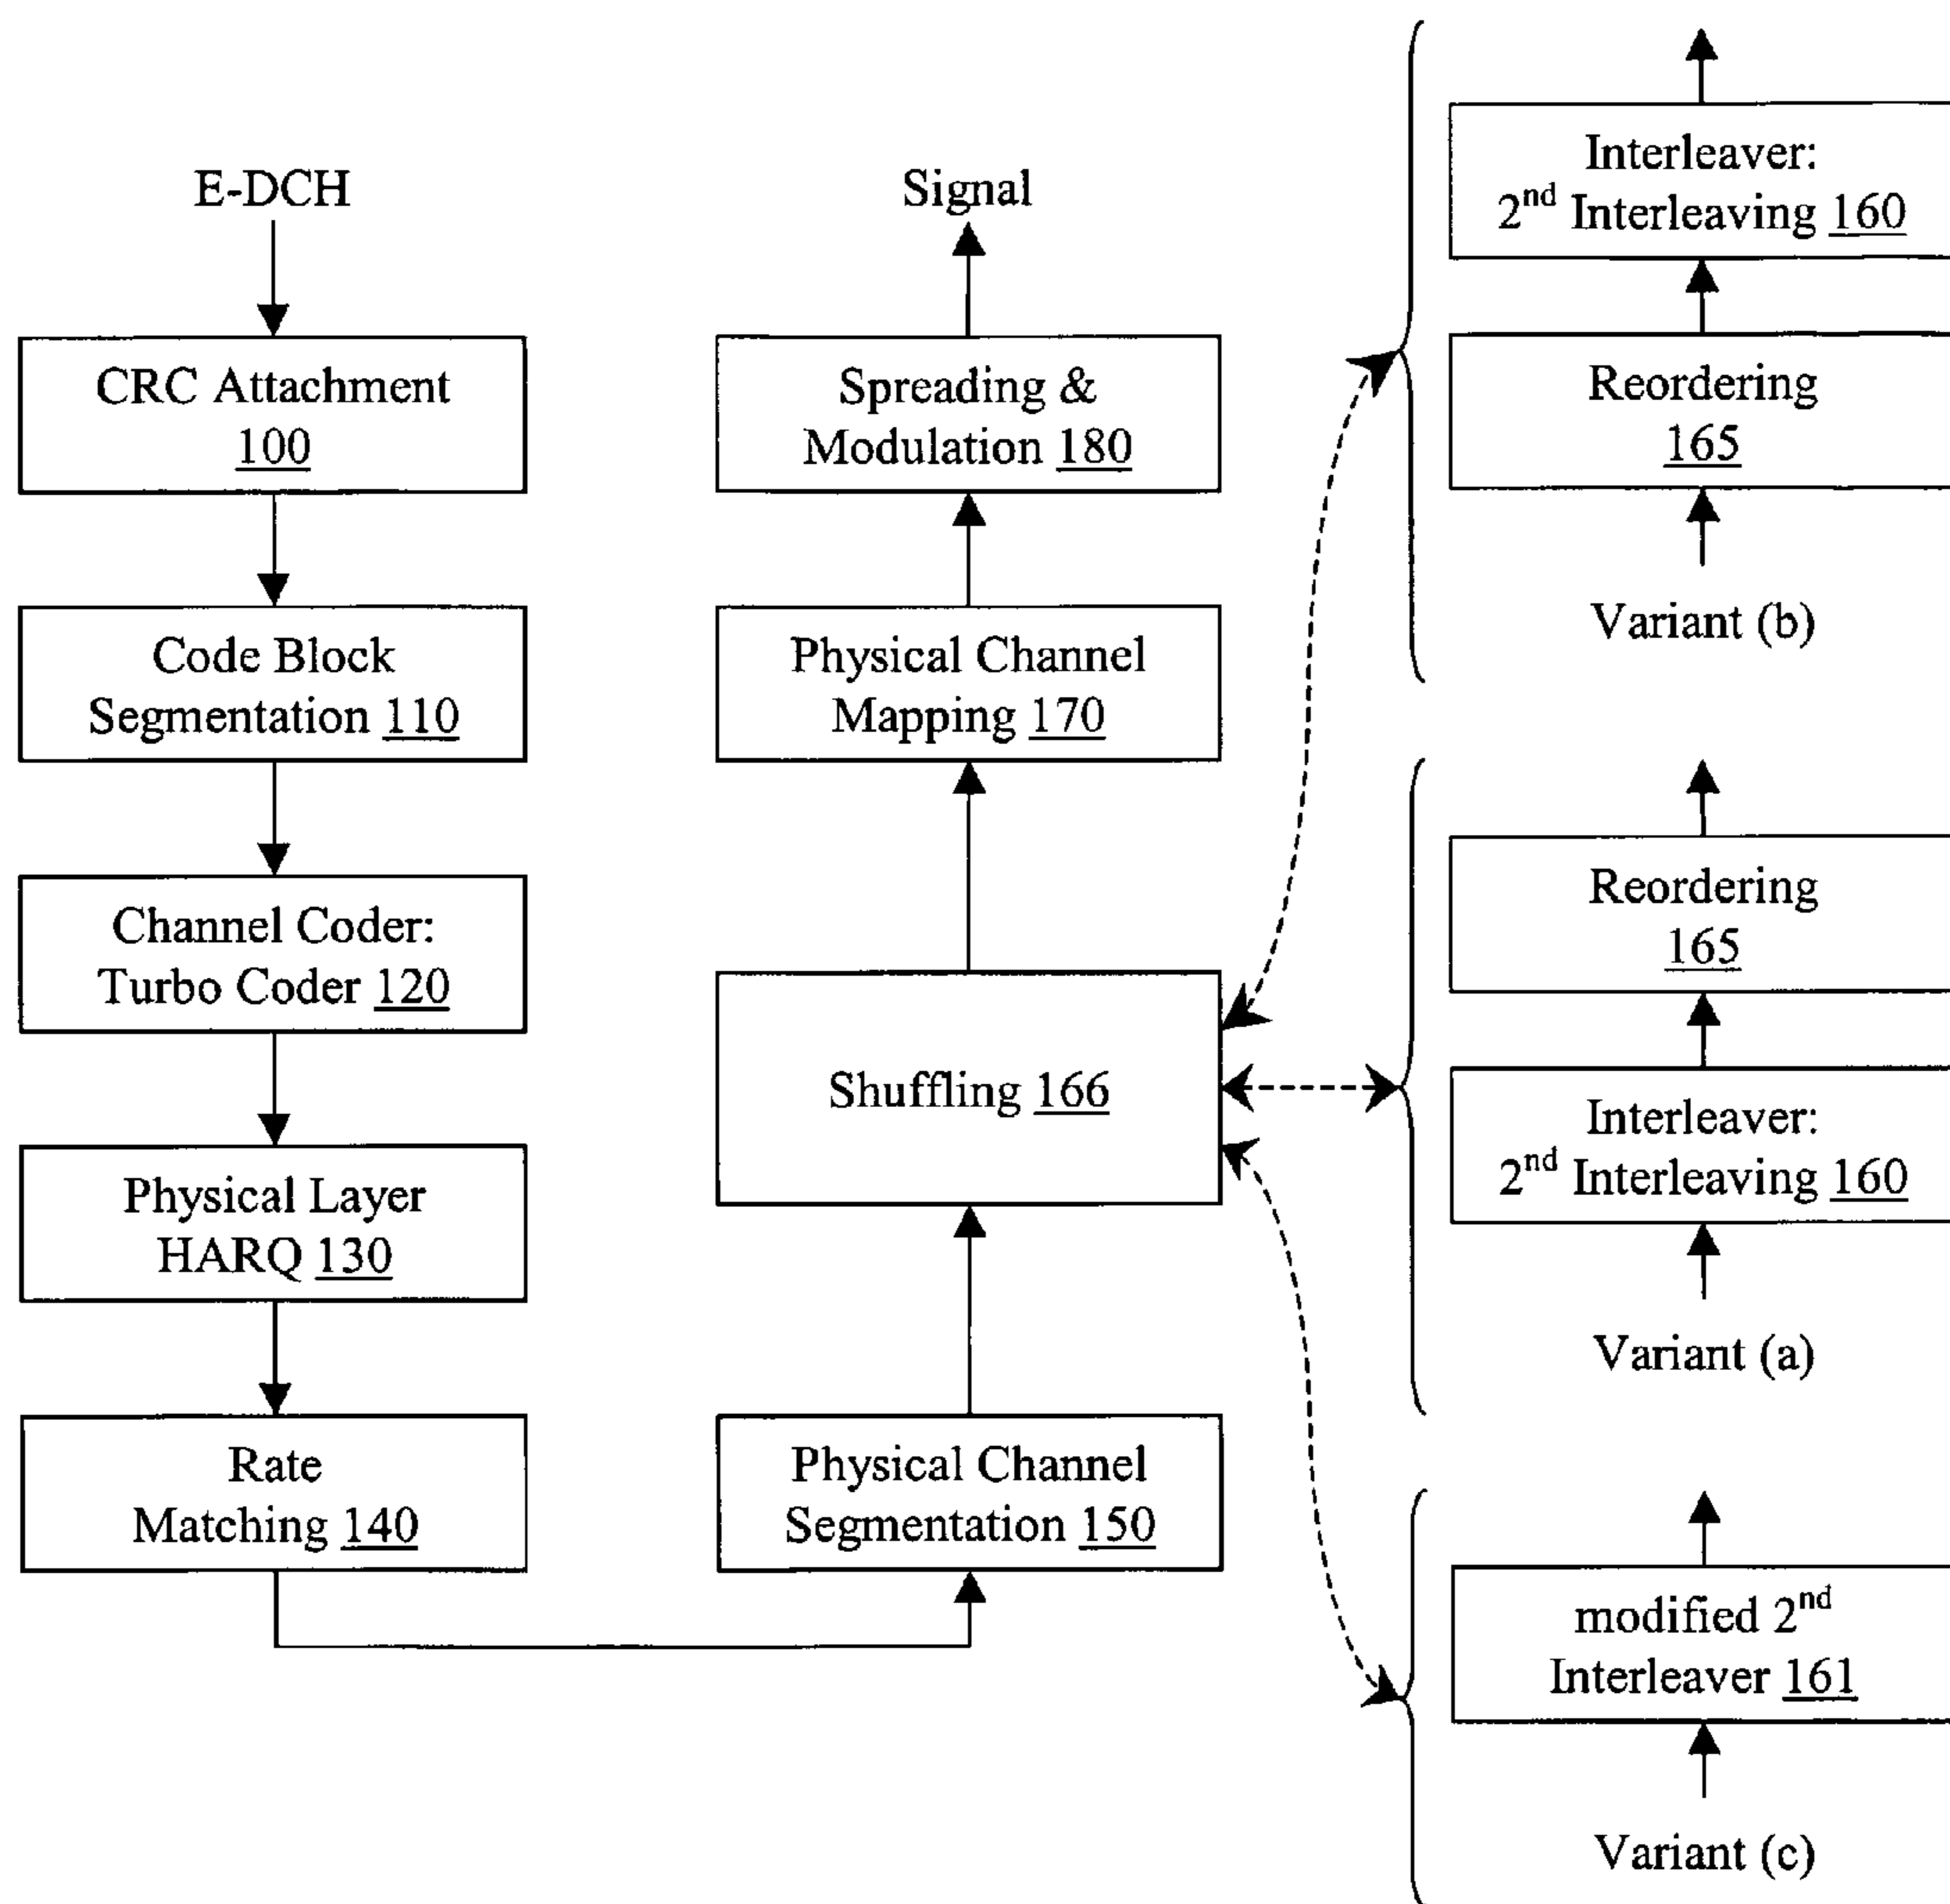 E-DCH
CRC Attachment
100
Code Block
Segmentation 110
Channel Coder:
Turbo Coder 120
Physical Layer
HARQ 130
Rate
Matching 140
Signal
Spreading &
Modulation 180
Physical Channel
Mapping 170
Shuffling 166
Physical Channel
Segmentation 150
Interleaver:
2nd Interleaving 160
Reordering
165
Variant (b)
Reordering
165
Interleaver:
2nd Interleaving 160
Variant (a)
modified 2nd
Interleaver 161
Variant (c)